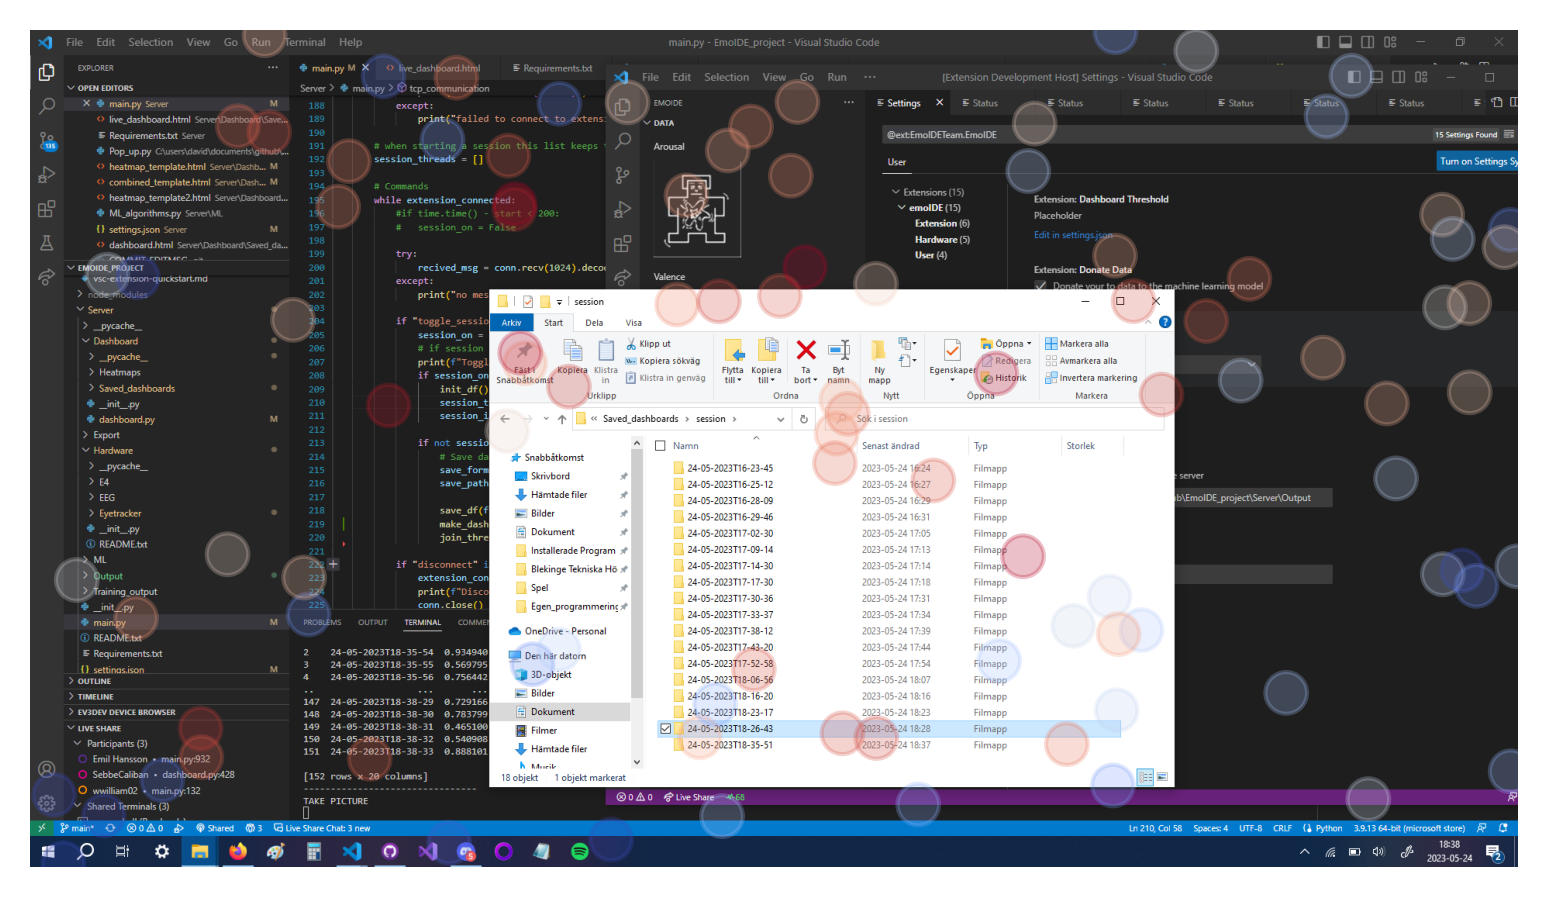 File Edit Selection View Go Run Terminal Help
main.py - EmoIDE_project - Visual Studio Code
EXPLORER
OPEN EDITORS
main.py Server M
live_dashboard.html Server\Dashboard\Save...
Requirements.txt Server
Pop_up.py C:\users\david\documents\github\...
heatmap_template.html Server\Dashb... M
combined_template.html Server\Dash... M
heatmap_template2.html Server\Dashboard...
ML_algorithms.py Server\ML
settings.json Server M
dashboard.html Server\Dashboard\Saved_da...
EMOIDE_PROJECT
vsc-extension-quickstart.md
node_modules
Server
__pycache__
Dashboard
__pycache__
Heatmaps
Saved_dashboards
__init__.py
dashboard.py M
Export
Hardware
__pycache__
E4
EEG
Eyetracker
__init__.py
README.txt
ML
Output
Training_output
__init__.py
main.py M
README.txt
Requirements.txt
settings.json M
OUTLINE
TIMELINE
EV3DEV DEVICE BROWSER
LIVE SHARE
Participants (3)
Emil Hansson • main.py:932
SebbeCaliban • dashboard.py:428
wwilliam02 • main.py:132
Shared Terminals (3)
main.py M live_dashboard.html Requirements.txt
Server > main.py > tcp_communication
188 except:
189 print("failed to connect to extens
190
191 # when starting a session this list keeps
192 session_threads = []
193
194 # Commands
195 while extension_connected:
196 #if time.time() - start < 200:
197 # session_on = False
198
199 try:
200 recived_msg = conn.recv(1024).deco
201 except:
202 print("no mes
203
204 if "toggle_sessio
205 session_on =
206 # if session
207 print(f"Toggl
208 if session_on
209 init_df()
210 session_t
211 session_i
212
213 if not sessio
214 # Save da
215 save_form
216 save_path
217
218 save_df(f
219 make_dash
220 join_thre
221
222 if "disconnect" i
223 extension_con
224 print(f"Disco
225 conn.close()
PROBLEMS OUTPUT TERMINAL COMMEN
2 24-05-2023T18-35-54 0.934940
3 24-05-2023T18-35-55 0.569795
4 24-05-2023T18-35-56 0.756442
.. ... ...
147 24-05-2023T18-38-29 0.729166
148 24-05-2023T18-38-30 0.783799
149 24-05-2023T18-38-31 0.465100
150 24-05-2023T18-38-32 0.540908
151 24-05-2023T18-38-33 0.888101
[152 rows x 20 columns]
TAKE PICTURE
File Edit Selection View Go Run ...
[Extension Development Host] Settings - Visual Studio Code
EMOIDE
DATA
Arousal
Valence
Settings Status Status Status Status Status Status
@ext:EmoIDETeam.EmoIDE
15 Settings Found
User
Turn on Settings Sy
Extensions (15)
emoIDE (15)
Extension (6)
Hardware (5)
User (4)
Extension: Dashboard Threshold
Placeholder
Edit in settings.json
Extension: Donate Data
Donate your to data to the machine learning model
e server
ub\EmoIDE_project\Server\Output
session
Arkiv Start Dela Visa
Fäst i Snabbåtkomst
Kopiera
Klistra in
Klipp ut
Kopiera sökväg
Klistra in genväg
Urklipp
Flytta till
Kopiera till
Ta bort
Byt namn
Ordna
Ny mapp
Nytt
Egenskaper
Öppna
Redigera
Historik
Öppna
Markera alla
Avmarkera alla
Invertera markering
Markera
« Saved_dashboards > session >
Sök i session
Snabbåtkomst
Skrivbord
Hämtade filer
Bilder
Dokument
Installerade Program
Blekinge Tekniska Hö
Spel
Egen_programmering
OneDrive - Personal
Den här datorn
3D-objekt
Bilder
Dokument
Filmer
Hämtade filer
Musik
Namn Senast ändrad Typ Storlek
24-05-2023T16-23-45 2023-05-24 16:24 Filmapp
24-05-2023T16-25-12 2023-05-24 16:27 Filmapp
24-05-2023T16-28-09 2023-05-24 16:29 Filmapp
24-05-2023T16-29-46 2023-05-24 16:31 Filmapp
24-05-2023T17-02-30 2023-05-24 17:05 Filmapp
24-05-2023T17-09-14 2023-05-24 17:13 Filmapp
24-05-2023T17-14-30 2023-05-24 17:14 Filmapp
24-05-2023T17-17-30 2023-05-24 17:18 Filmapp
24-05-2023T17-30-36 2023-05-24 17:31 Filmapp
24-05-2023T17-33-37 2023-05-24 17:34 Filmapp
24-05-2023T17-38-12 2023-05-24 17:39 Filmapp
24-05-2023T17-43-20 2023-05-24 17:44 Filmapp
24-05-2023T17-52-58 2023-05-24 17:54 Filmapp
24-05-2023T18-06-56 2023-05-24 18:07 Filmapp
24-05-2023T18-16-20 2023-05-24 18:16 Filmapp
24-05-2023T18-23-17 2023-05-24 18:23 Filmapp
24-05-2023T18-26-43 2023-05-24 18:28 Filmapp
24-05-2023T18-35-51 2023-05-24 18:37 Filmapp
18 objekt 1 objekt markerat
0 0 Live Share 68
main* 0 0 Shared 3 Live Share Chat: 3 new
Ln 210, Col 58 Spaces: 4 UTF-8 CRLF Python 3.9.13 64-bit (microsoft store)
18:38
2023-05-24